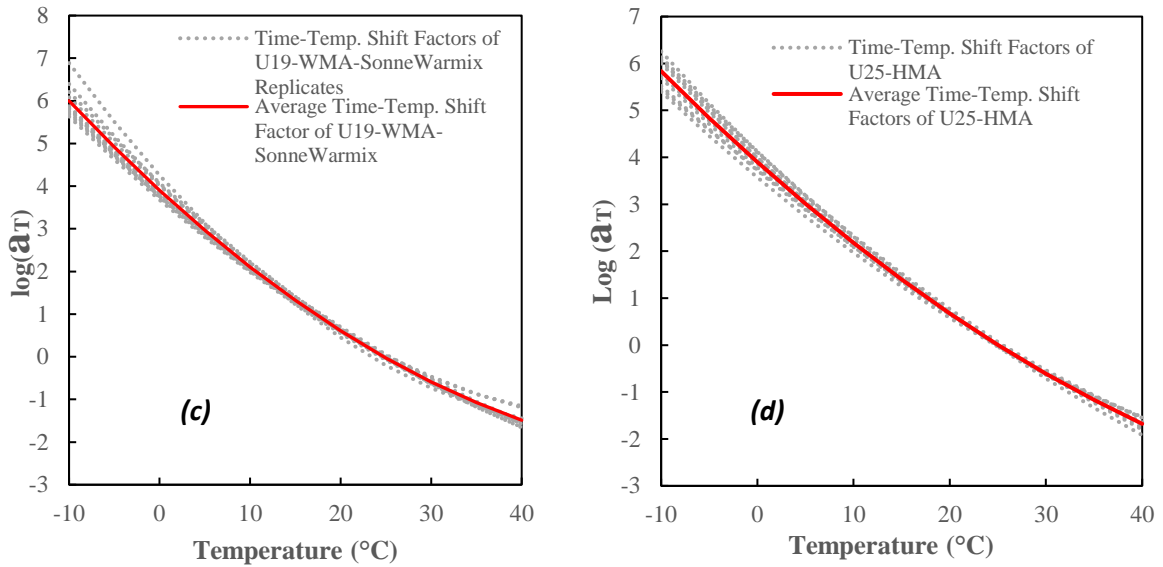 8
7
6
5
4
3
2
1
0
-1
-2
-3
log(aT)
Time-Temp. Shift Factors of
U19-WMA-SonneWarmix
Replicates
Average Time-Temp. Shift
Factor of U19-WMA-
SonneWarmix
(c)
-10 0 10 20 30 40
Temperature (°C)
7
6
5
4
3
2
1
0
-1
-2
-3
Log (aT)
Time-Temp. Shift Factors of
U25-HMA
Average Time-Temp. Shift
Factors of U25-HMA
(d)
-10 0 10 20 30 40
Temperature (°C)